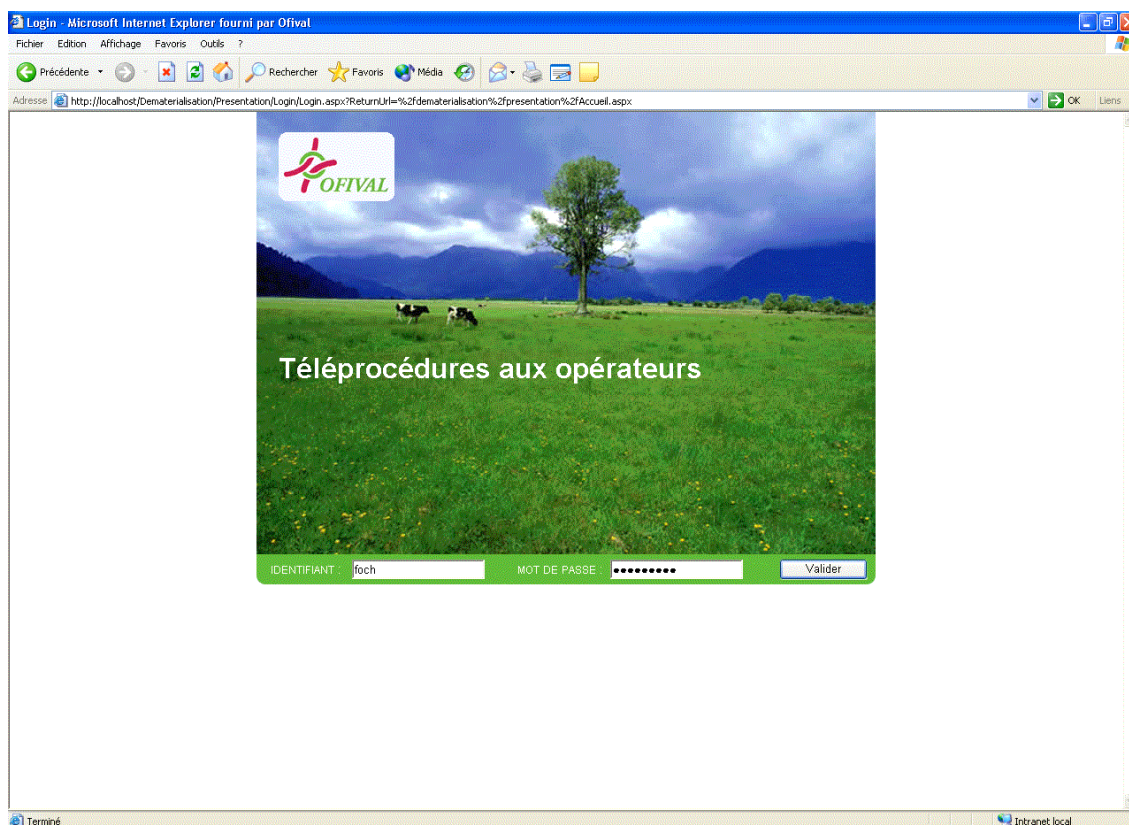 Login - Microsoft Internet Explorer fourni par Ofival
Fichier Edition Affichage Favoris Outils ?
Précédente Rechercher Favoris Média
Adresse http://localhost/Dematerialisation/Presentation/Login/Login.aspx?ReturnUrl=%2fdematerialisation%2fpresentation%2fAccueil.aspx OK Liens
OFIVAL
Téléprocédures aux opérateurs
IDENTIFIANT : foch MOT DE PASSE : ••••••••• Valider
Terminé Intranet local